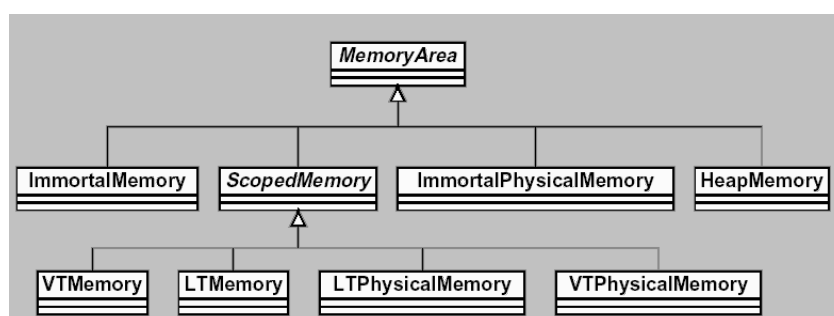 MemoryArea
ImmortalMemory ScopedMemory ImmortalPhysicalMemory HeapMemory
VTMemory LTMemory LTPhysicalMemory VTPhysicalMemory